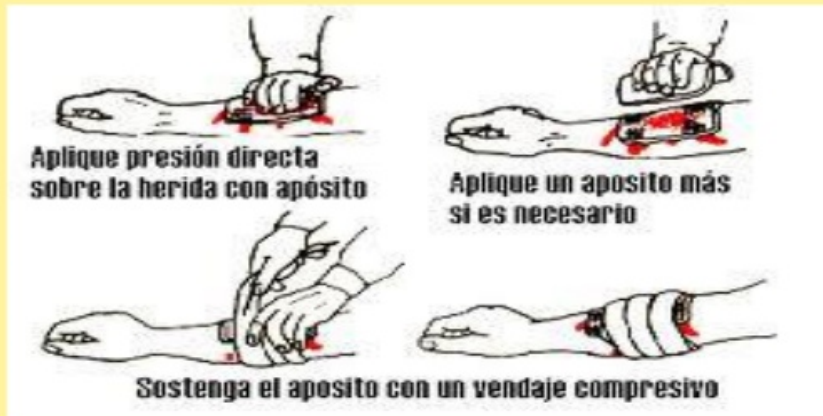 Aplique presión directa
sobre la herida con apósito
Aplique un aposito más
si es necesario
Sostenga el aposito con un vendaje compresivo